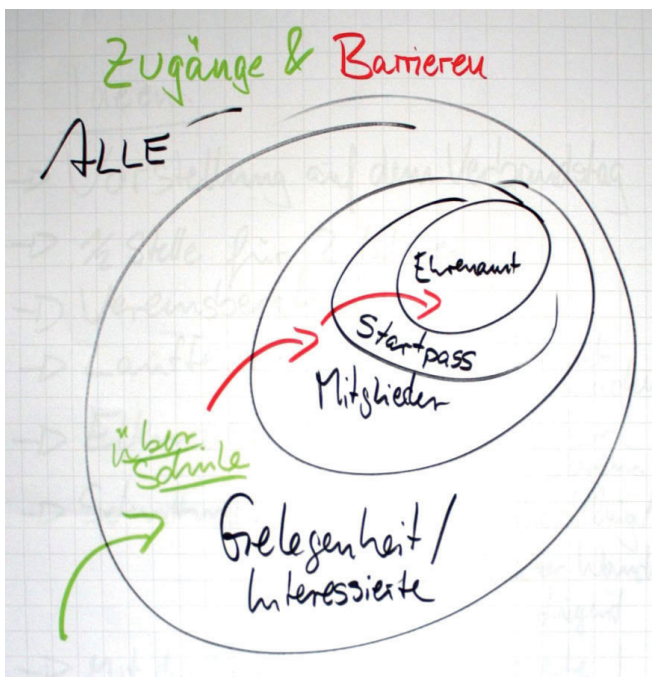 Zugänge & Barrieren
ALLE
Ehrenamt
Startpass
Mitglieder
über
Schule
Gelegenheit/
Interessierte